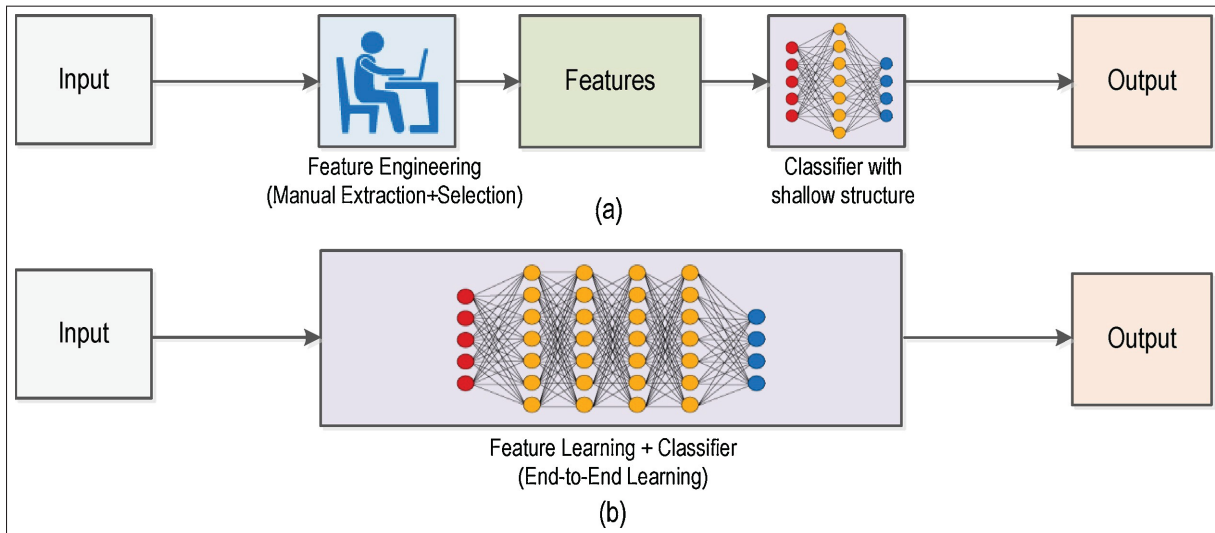 Input
Features
Output
Feature Engineering
(Manual Extraction+Selection)
Classifier with
shallow structure
(a)
Input
Output
Feature Learning + Classifier
(End-to-End Learning)
(b)